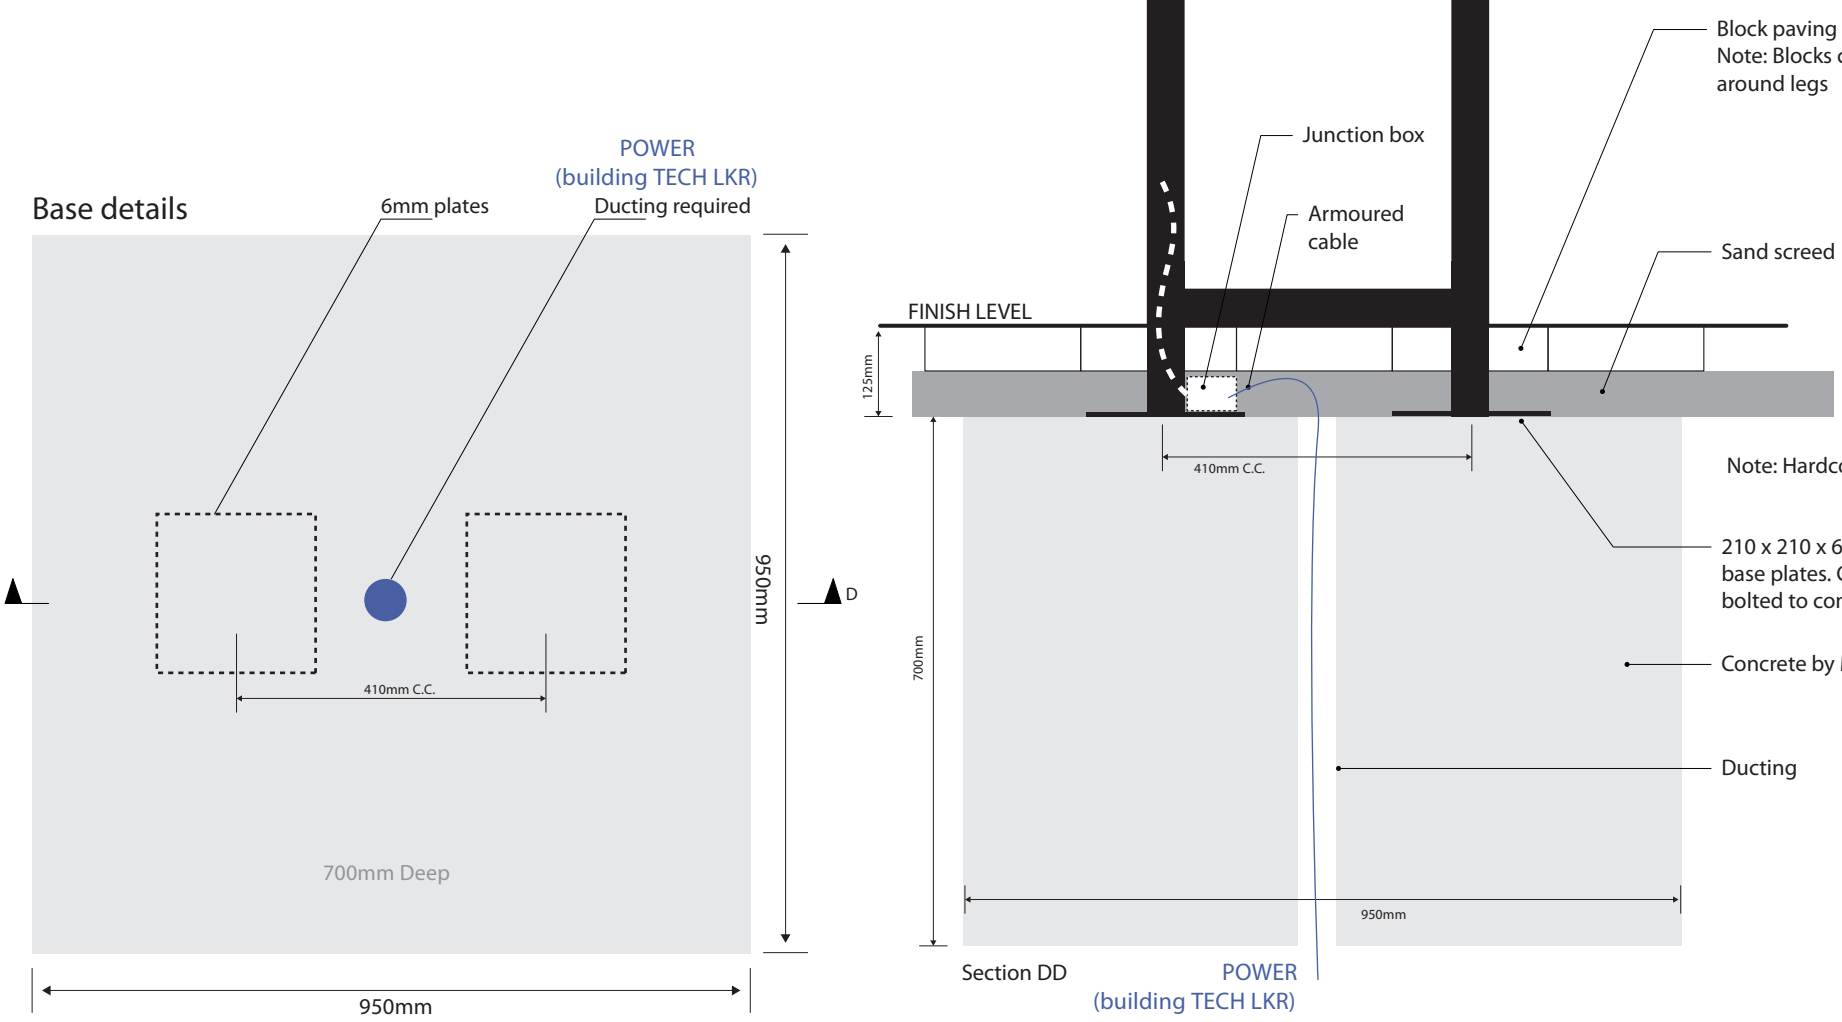 Base details
POWER
(building TECH LKR)
Ducting required
6mm plates
950mm
D
410mm C.C.
700mm Deep
950mm
Block paving
Note: Blocks
around legs
Junction box
Armoured
cable
Sand screed
FINISH LEVEL
125mm
410mm C.C.
Note:
210 x 210 x 6
base plates.
bolted to
700mm
Concrete by
Ducting
950mm
Section DD
POWER
(building TECH LKR)